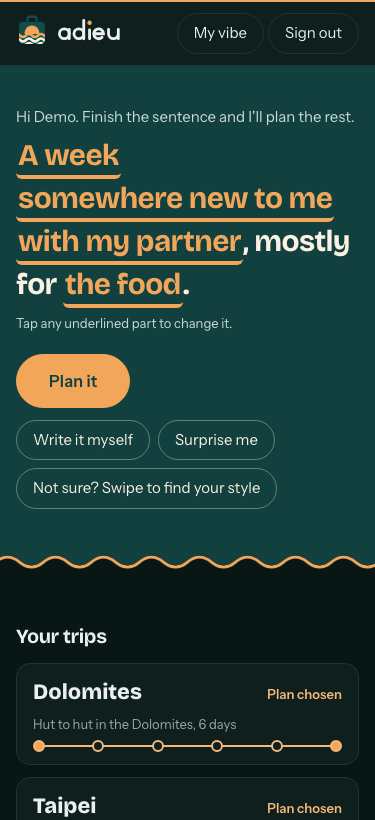 adieu
My vibe
Sign out
Hi Demo. Finish the sentence and I'll plan the rest.
A week
somewhere new to me
with my partner, mostly
for the food.
Tap any underlined part to change it.
Plan it
Write it myself
Surprise me
Not sure? Swipe to find your style
Your trips
Dolomites
Plan chosen
Hut to hut in the Dolomites, 6 days
Taipei
Plan chosen